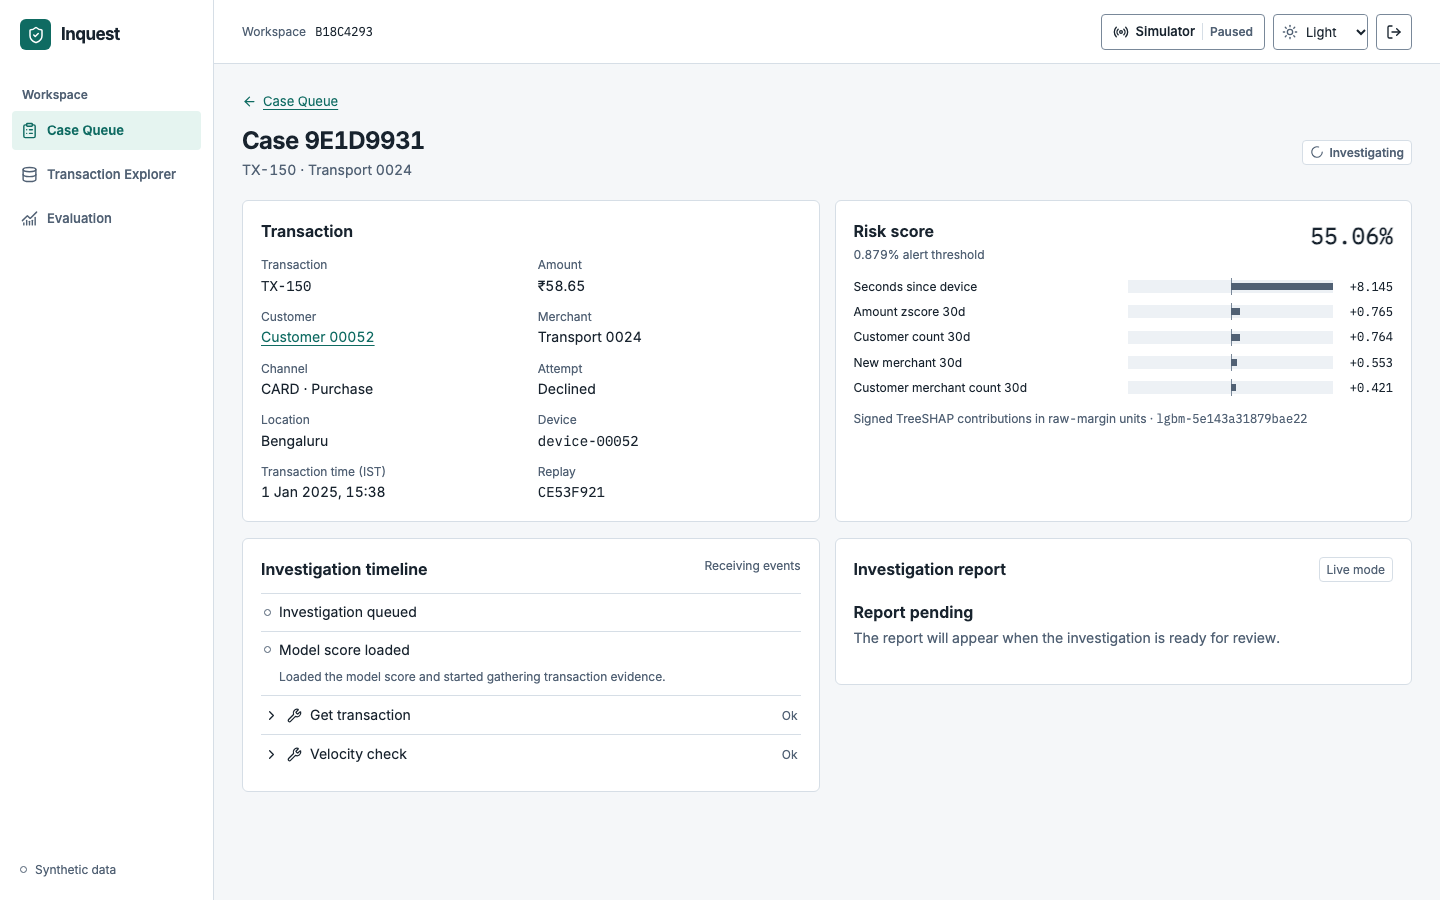 Inquest
Workspace
Case Queue
Transaction Explorer
Evaluation
Synthetic data
Workspace B18C4293
Simulator Paused
Light
Case Queue
Case 9E1D9931
TX-150 · Transport 0024
Investigating
Transaction
Transaction Amount
TX-150 ₹58.65
Customer Merchant
Customer 00052 Transport 0024
Channel Attempt
CARD · Purchase Declined
Location Device
Bengaluru device-00052
Transaction time (IST) Replay
1 Jan 2025, 15:38 CE53F921
Risk score 55.06%
0.879% alert threshold
Seconds since device +8.145
Amount zscore 30d +0.765
Customer count 30d +0.764
New merchant 30d +0.553
Customer merchant count 30d +0.421
Signed TreeSHAP contributions in raw-margin units · lgbm-5e143a31879bae22
Investigation timeline Receiving events
Investigation queued
Model score loaded
Loaded the model score and started gathering transaction evidence.
Get transaction Ok
Velocity check Ok
Investigation report Live mode
Report pending
The report will appear when the investigation is ready for review.